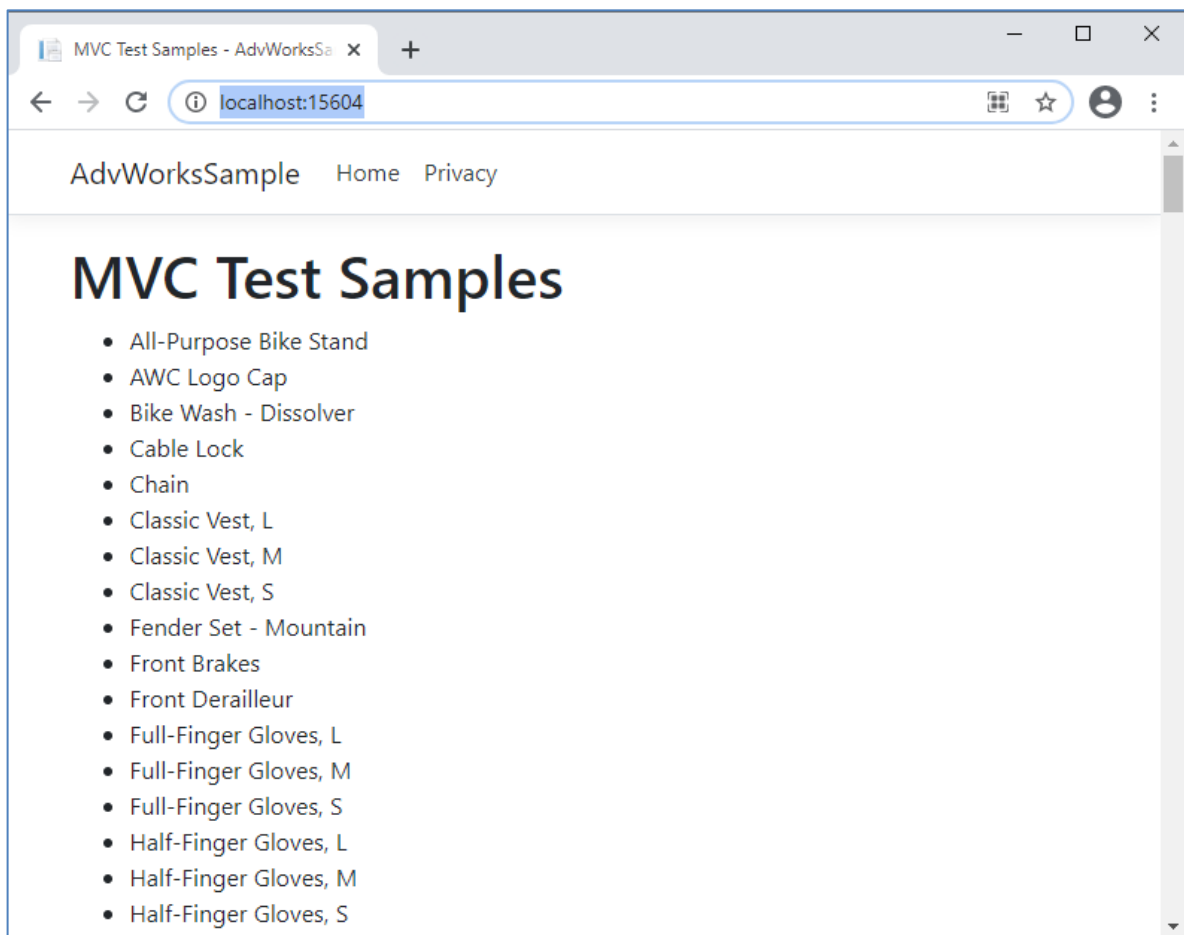 MVC Test Samples - AdvWorksSa
localhost:15604
AdvWorksSample Home Privacy
MVC Test Samples
All-Purpose Bike Stand
AWC Logo Cap
Bike Wash - Dissolver
Cable Lock
Chain
Classic Vest, L
Classic Vest, M
Classic Vest, S
Fender Set - Mountain
Front Brakes
Front Derailleur
Full-Finger Gloves, L
Full-Finger Gloves, M
Full-Finger Gloves, S
Half-Finger Gloves, L
Half-Finger Gloves, M
Half-Finger Gloves, S